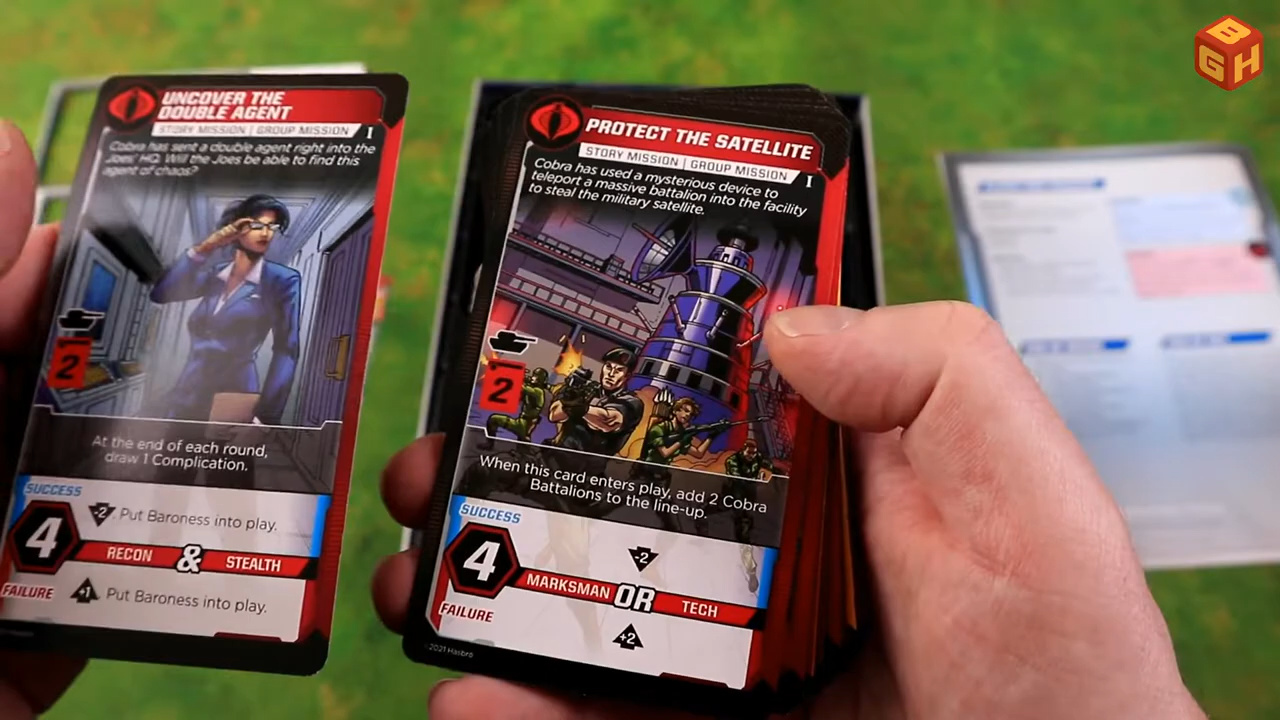 B
G H
UNCOVER THE
DOUBLE AGENT
STORY MISSION | GROUP MISSION
I
Cobra has sent a double agent right into the
Joes' HQ. Will the Joes be able to find this
agent of chaos?
2
At the end of each round,
draw 1 Complication.
SUCCESS
-2 Put Baroness into play.
4
RECON & STEALTH
FAILURE
+1 Put Baroness into play.
PROTECT THE SATELLITE
STORY MISSION | GROUP MISSION
I
Cobra has used a mysterious device to
teleport a massive battalion into the facility
to steal the military satellite.
2
When this card enters play, add 2 Cobra
Battalions to the line-up.
SUCCESS
-2
4
MARKSMAN OR TECH
FAILURE
+2
©2021 Hasbro